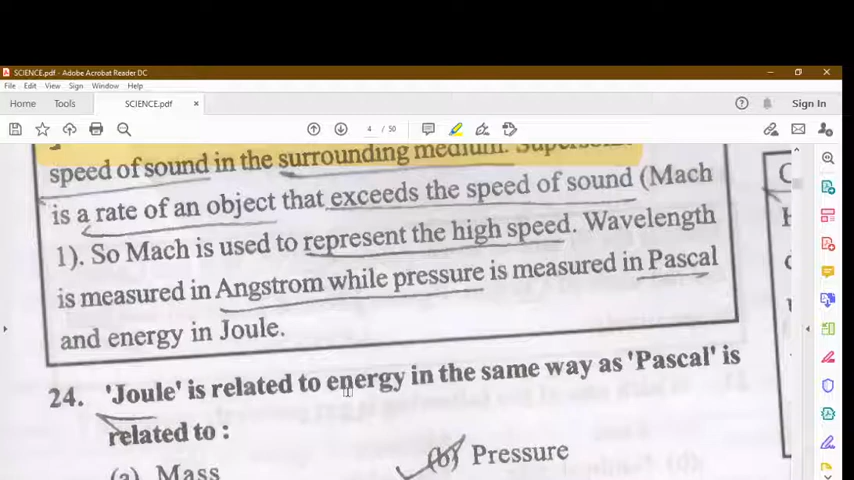 SCIENCE.pdf - Adobe Acrobat Reader DC
File Edit View Sign Window Help
Home Tools SCIENCE.pdf × Sign In
4 / 50
speed of sound in the surrounding medium.
is a rate of an object that exceeds the speed of sound (Mach
1). So Mach is used to represent the high speed. Wavelength
is measured in Angstrom while pressure is measured in Pascal
and energy in Joule.
24. 'Joule' is related to energy in the same way as 'Pascal' is
related to :
(a) Mass (b) Pressure